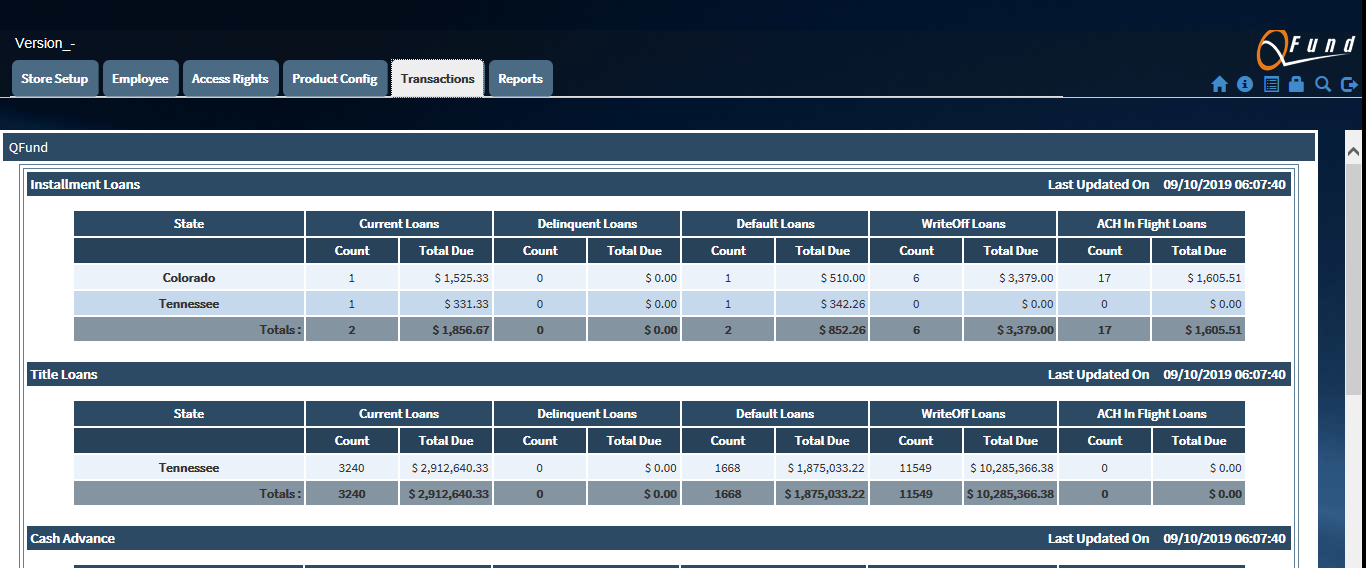 Version_-
QFund
Store Setup Employee Access Rights Product Config Transactions Reports
QFund
Installment Loans Last Updated On 09/10/2019 06:07:40
State Current Loans Delinquent Loans Default Loans WriteOff Loans ACH In Flight Loans
Count Total Due Count Total Due Count Total Due Count Total Due Count Total Due
Colorado 1 $ 1,525.33 0 $ 0.00 1 $ 510.00 6 $ 3,379.00 17 $ 1,605.51
Tennessee 1 $ 331.33 0 $ 0.00 1 $ 342.26 0 $ 0.00 0 $ 0.00
Totals : 2 $ 1,856.67 0 $ 0.00 2 $ 852.26 6 $ 3,379.00 17 $ 1,605.51
Title Loans Last Updated On 09/10/2019 06:07:40
State Current Loans Delinquent Loans Default Loans WriteOff Loans ACH In Flight Loans
Count Total Due Count Total Due Count Total Due Count Total Due Count Total Due
Tennessee 3240 $ 2,912,640.33 0 $ 0.00 1668 $ 1,875,033.22 11549 $ 10,285,366.38 0 $ 0.00
Totals : 3240 $ 2,912,640.33 0 $ 0.00 1668 $ 1,875,033.22 11549 $ 10,285,366.38 0 $ 0.00
Cash Advance Last Updated On 09/10/2019 06:07:40